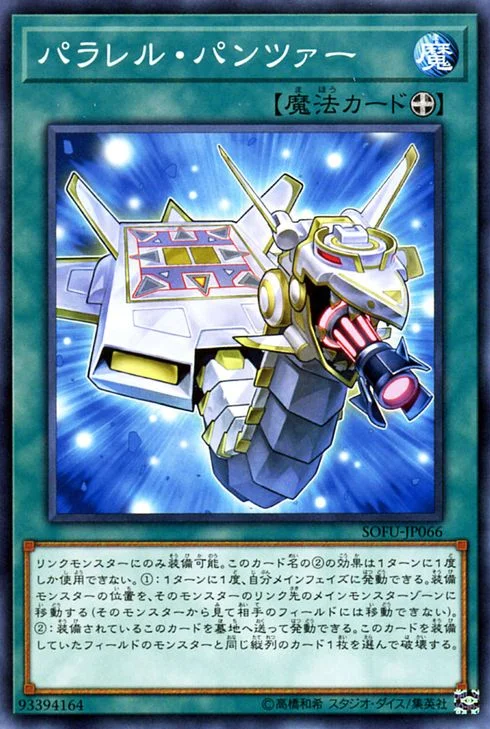 パラレル・パンツァー
魔
【魔法カード】
SOFU-JP066
リンクモンスターにのみ装備可能。このカード名の②の効果は1ターンに1度
しか使用できない。①:1ターンに1度、自分メインフェイズに発動できる。装備
モンスターの位置を、そのモンスターのリンク先のメインモンスターゾーンに
移動する(そのモンスターから見て相手のフィールドには移動できない)。
②:装備されているこのカードを墓地へ送って発動できる。このカードを装備
していたフィールドのモンスターと同じ縦列のカード1枚を選んで破壊する。
93394164
©高橋和希 スタジオ・ダイス/集英社